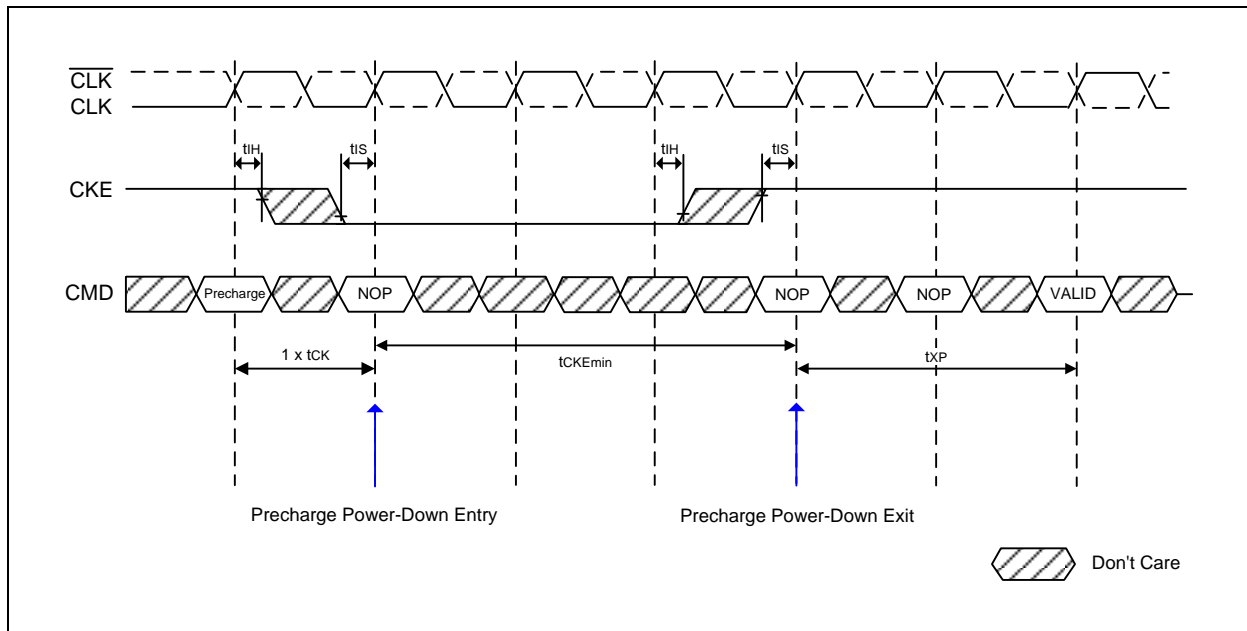 CLK
CLK
tIH
tIS
tIH
tIS
CKE
CMD
Precharge
NOP
NOP
NOP
VALID
1 x tCK
tCKEmin
tXP
Precharge Power-Down Entry
Precharge Power-Down Exit
Don't Care